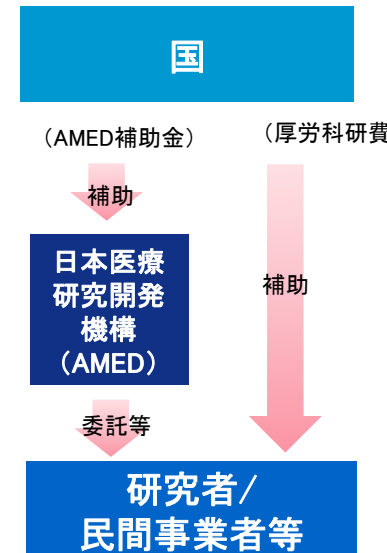 国
（AMED補助金）
（厚労科研費
補助
日本医療
研究開発
機構
（AMED）
補助
委託等
研究者/
民間事業者等